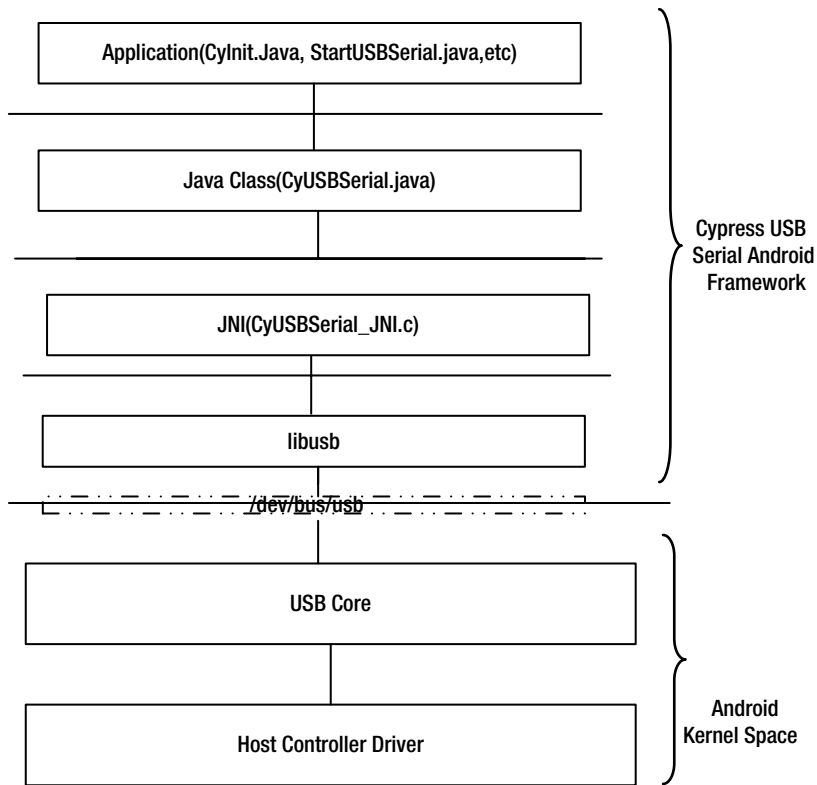 Application(CyInit.Java, StartUSBSerial.java,etc)
Java Class(CyUSBSerial.java)
Cypress USB
Serial Android
Framework
JNI(CyUSBSerial_JNI.c)
libusb
/dev/bus/usb
USB Core
Android
Kernel Space
Host Controller Driver